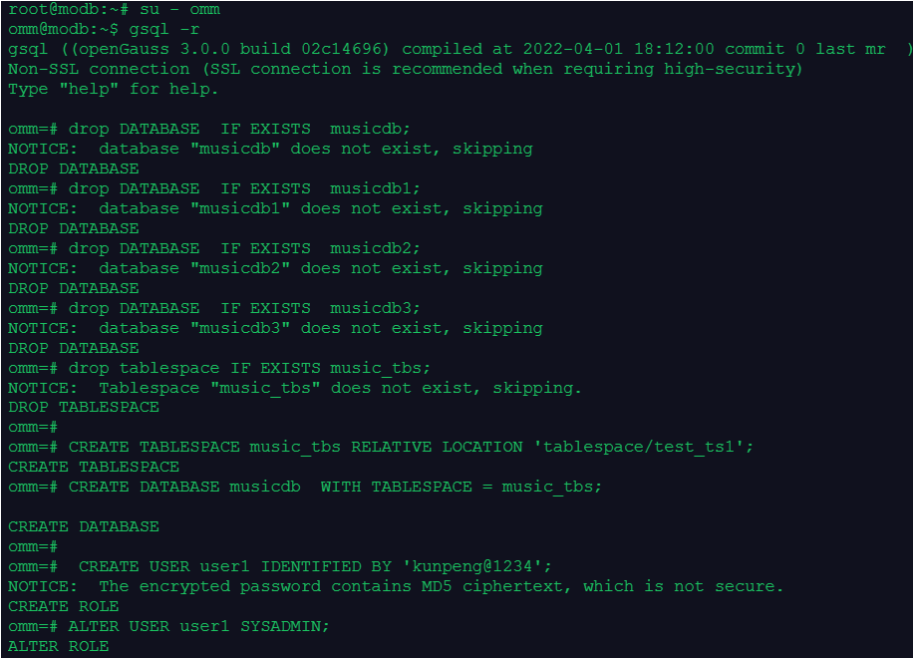 root@modb:~# su - omm
omm@modb:~$ gsql -r
gsql ((openGauss 3.0.0 build 02c14696) compiled at 2022-04-01 18:12:00 commit 0 last mr  )
Non-SSL connection (SSL connection is recommended when requiring high-security)
Type "help" for help.

omm=# drop DATABASE  IF EXISTS  musicdb;
NOTICE:  database "musicdb" does not exist, skipping
DROP DATABASE
omm=# drop DATABASE  IF EXISTS  musicdb1;
NOTICE:  database "musicdb1" does not exist, skipping
DROP DATABASE
omm=# drop DATABASE  IF EXISTS  musicdb2;
NOTICE:  database "musicdb2" does not exist, skipping
DROP DATABASE
omm=# drop DATABASE  IF EXISTS  musicdb3;
NOTICE:  database "musicdb3" does not exist, skipping
DROP DATABASE
omm=# drop tablespace IF EXISTS music_tbs;
NOTICE:  Tablespace "music_tbs" does not exist, skipping.
DROP TABLESPACE
omm=#
omm=# CREATE TABLESPACE music_tbs RELATIVE LOCATION 'tablespace/test_ts1';
CREATE TABLESPACE
omm=# CREATE DATABASE musicdb  WITH TABLESPACE = music_tbs;

CREATE DATABASE
omm=#
omm=#  CREATE USER user1 IDENTIFIED BY 'kunpeng@1234';
NOTICE:  The encrypted password contains MD5 ciphertext, which is not secure.
CREATE ROLE
omm=# ALTER USER user1 SYSADMIN;
ALTER ROLE